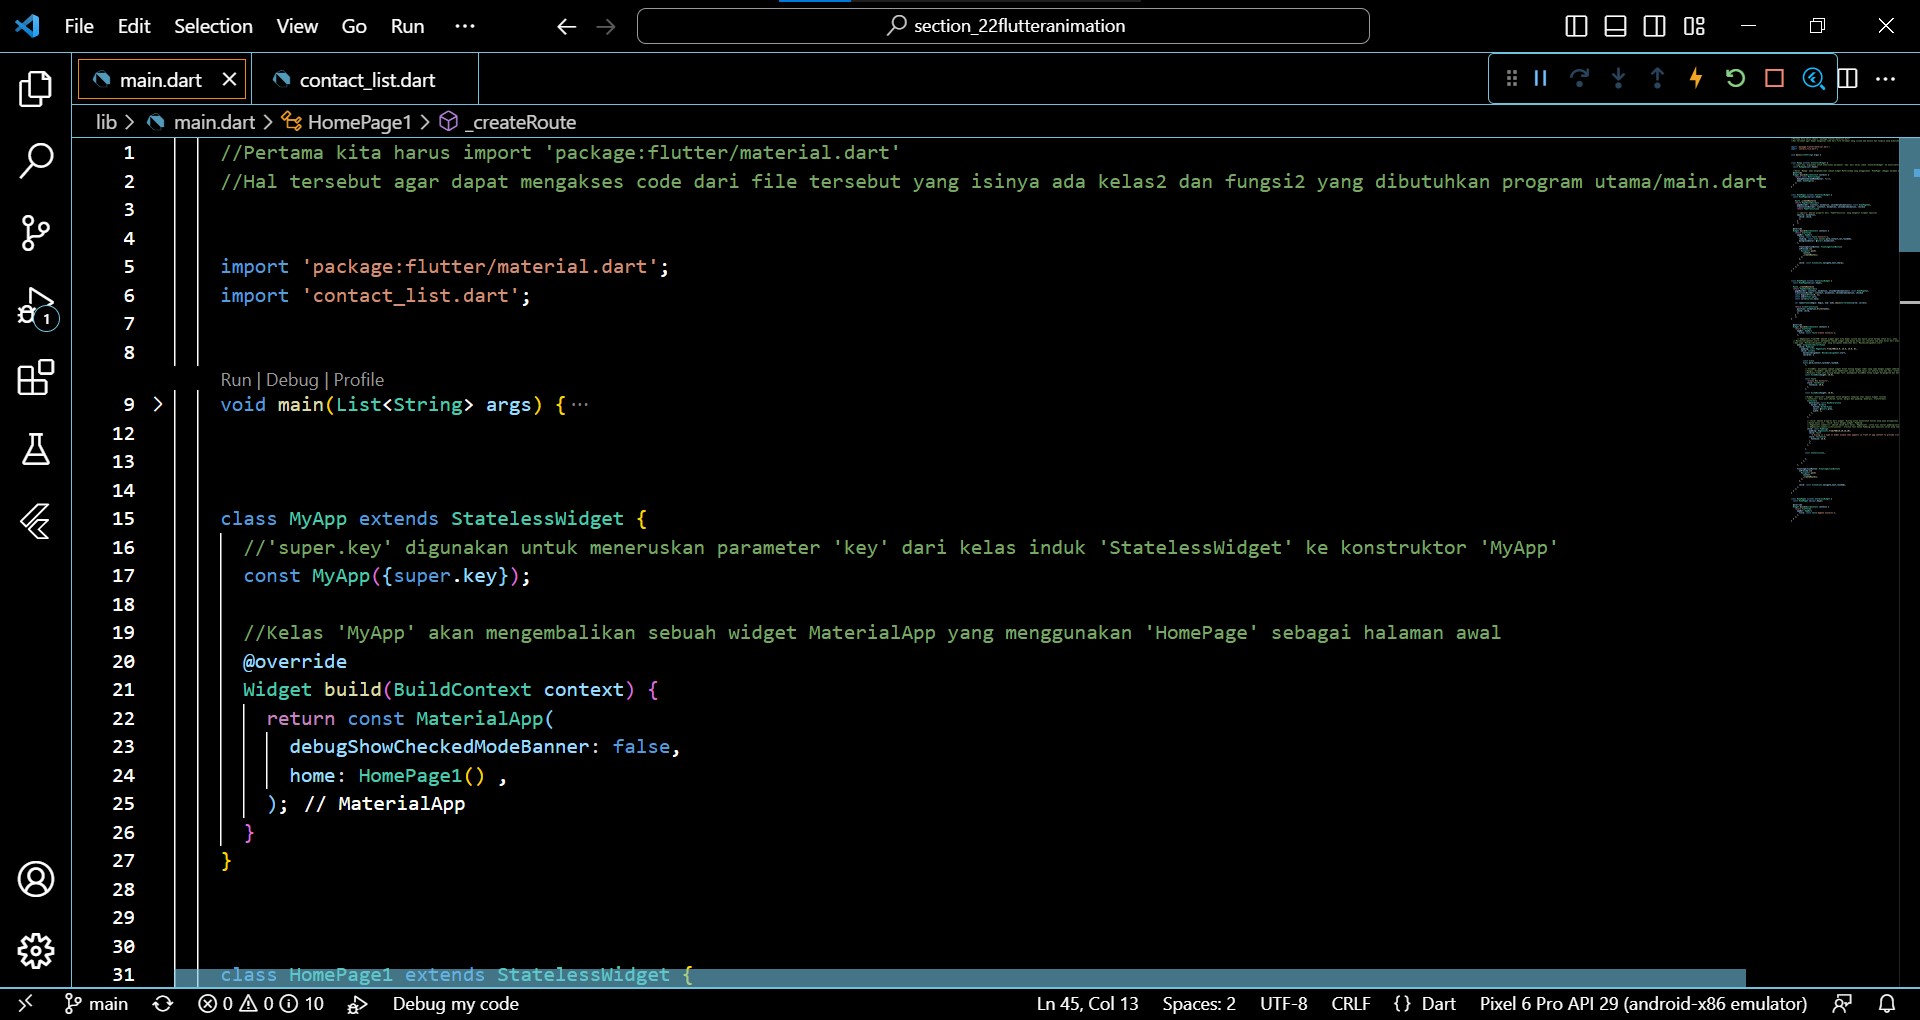 File Edit Selection View Go Run ··· section_22flutteranimation
main.dart contact_list.dart
lib > main.dart > HomePage1 > _createRoute
1 //Pertama kita harus import 'package:flutter/material.dart'
2 //Hal tersebut agar dapat mengakses code dari file tersebut yang isinya ada kelas2 dan fungsi2 yang dibutuhkan program utama/main.dart
3
4
5 import 'package:flutter/material.dart';
6 import 'contact_list.dart';
7
8
Run | Debug | Profile
9 void main(List<String> args) { ···
12
13
14
15 class MyApp extends StatelessWidget {
16 //'super.key' digunakan untuk meneruskan parameter 'key' dari kelas induk 'StatelessWidget' ke konstruktor 'MyApp'
17 const MyApp({super.key});
18
19 //Kelas 'MyApp' akan mengembalikan sebuah widget MaterialApp yang menggunakan 'HomePage' sebagai halaman awal
20 @override
21 Widget build(BuildContext context) {
22 return const MaterialApp(
23 debugShowCheckedModeBanner: false,
24 home: HomePage1() ,
25 ); // MaterialApp
26 }
27 }
28
29
30
31 class HomePage1 extends StatelessWidget {
1
main 0 0 10 Debug my code Ln 45, Col 13 Spaces: 2 UTF-8 CRLF {} Dart Pixel 6 Pro API 29 (android-x86 emulator)